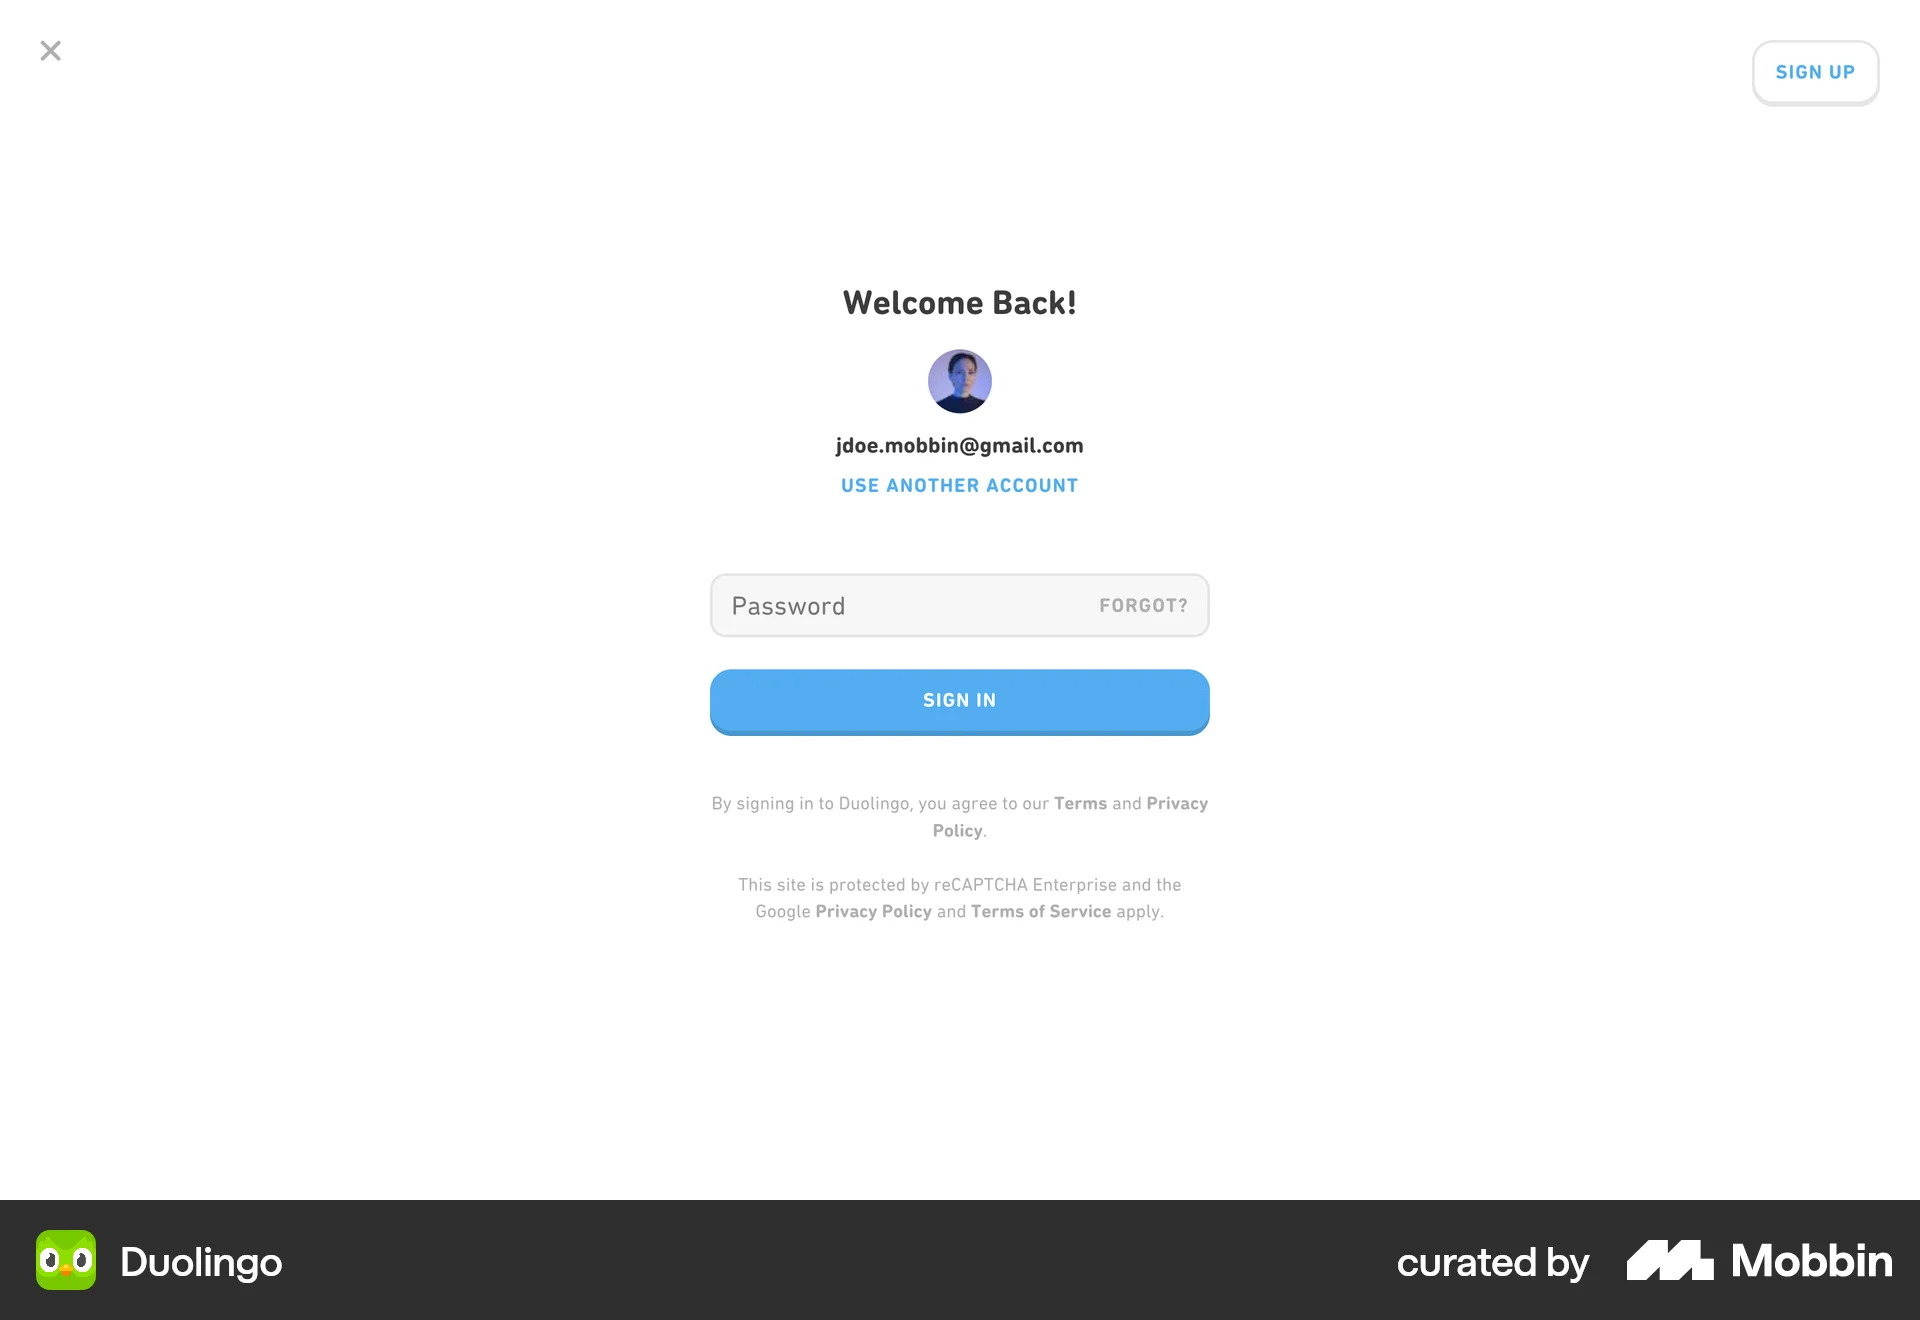 SIGN UP
Welcome Back!
jdoe.mobbin@gmail.com
USE ANOTHER ACCOUNT
Password FORGOT?
SIGN IN
By signing in to Duolingo, you agree to our Terms and Privacy
Policy.
This site is protected by reCAPTCHA Enterprise and the
Google Privacy Policy and Terms of Service apply.
Duolingo curated by Mobbin